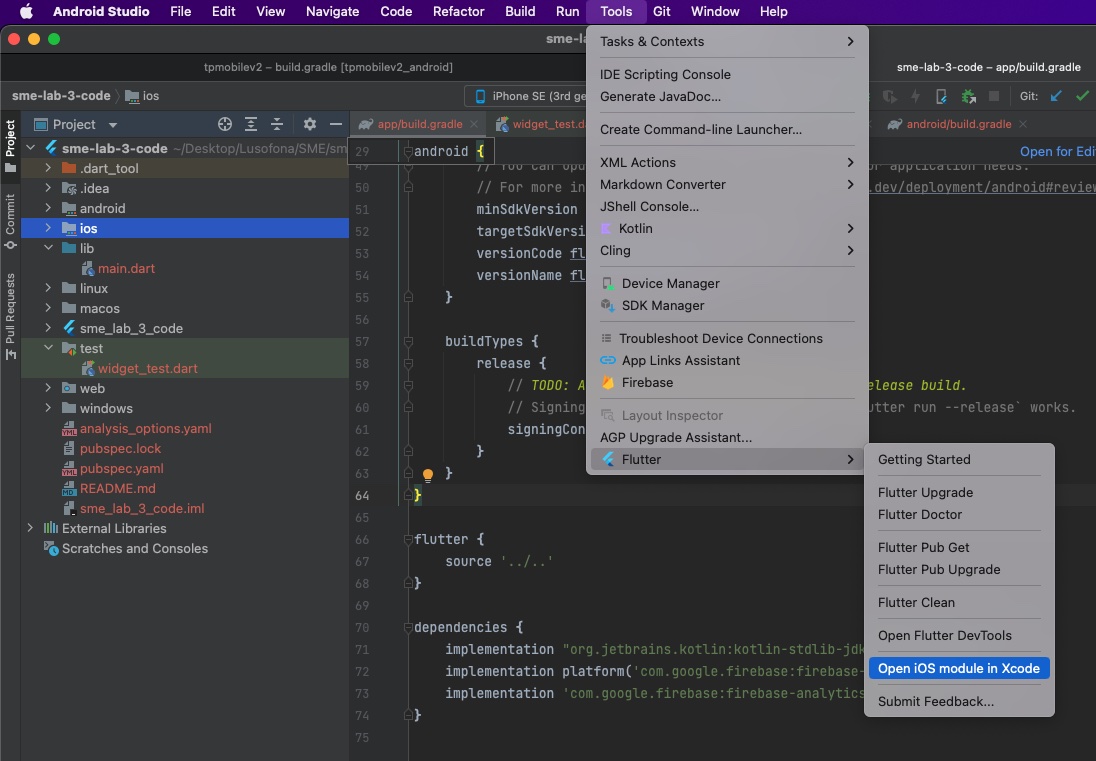 Android Studio File Edit View Navigate Code Refactor Build Run Tools Git Window Help
sme-la
tpmobilev2 – build.gradle [tpmobilev2_android]
sme-lab-3-code – app/build.gradle
sme-lab-3-code
ios
iPhone SE (3rd ge
Git:
Project
Commit
Pull Requests
Project
sme-lab-3-code ~/Desktop/Lusofona/SME/sm
.dart_tool
.idea
android
ios
lib
main.dart
linux
macos
sme_lab_3_code
test
widget_test.dart
web
windows
analysis_options.yaml
pubspec.lock
pubspec.yaml
README.md
sme_lab_3_code.iml
External Libraries
Scratches and Consoles
app/build.gradle
widget_test.da
android/build.gradle
Open for Edi
29 android {
49 // You can upd or application needs.
50 // For more in .dev/deployment/android#review
51 minSdkVersion
52 targetSdkVersi
53 versionCode fl
54 versionName fl
55 }
56
57 buildTypes {
58 release {
59 // TODO: A elease build.
60 // Signing utter run --release` works.
61 signingCon
62 }
63 }
64 }
65
66 flutter {
67 source '../..'
68 }
69
70 dependencies {
71 implementation "org.jetbrains.kotlin:kotlin-stdlib-jdk
72 implementation platform('com.google.firebase:firebase-
73 implementation 'com.google.firebase:firebase-analytics
74 }
75
Tasks & Contexts
IDE Scripting Console
Generate JavaDoc...
Create Command-line Launcher...
XML Actions
Markdown Converter
JShell Console...
Kotlin
Cling
Device Manager
SDK Manager
Troubleshoot Device Connections
App Links Assistant
Firebase
Layout Inspector
AGP Upgrade Assistant...
Flutter
Getting Started
Flutter Upgrade
Flutter Doctor
Flutter Pub Get
Flutter Pub Upgrade
Flutter Clean
Open Flutter DevTools
Open iOS module in Xcode
Submit Feedback...